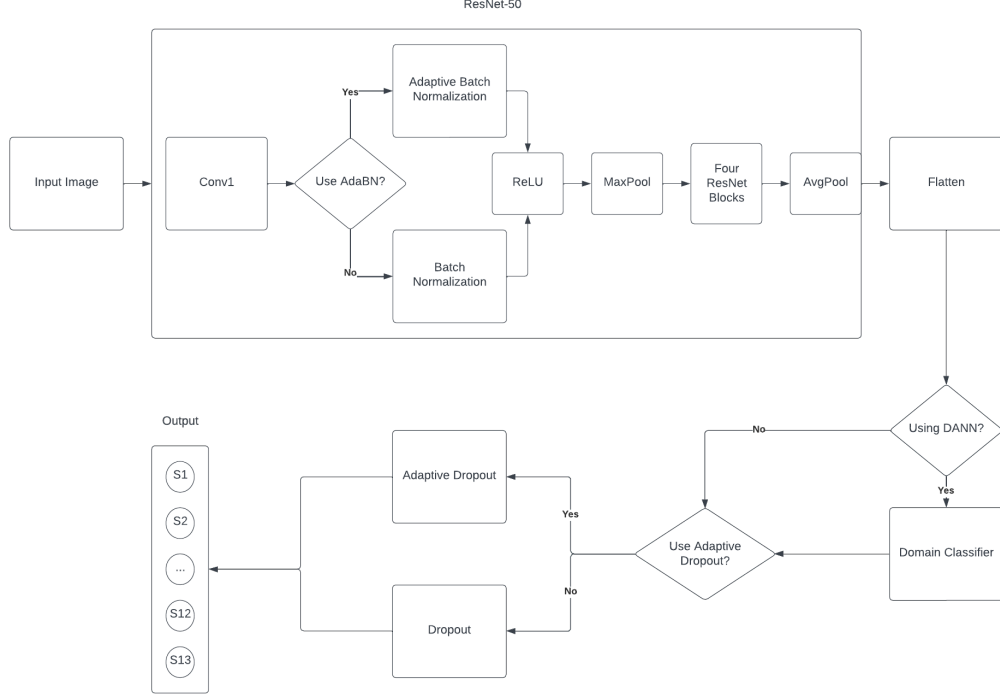 ResNet-50
Input Image
Conv1
Use AdaBN?
Yes
No
Adaptive Batch
Normalization
Batch
Normalization
ReLU
MaxPool
Four
ResNet
Blocks
AvgPool
Flatten
Using DANN?
No
Yes
Domain Classifier
Use Adaptive
Dropout?
Yes
No
Adaptive Dropout
Dropout
Output
S1
S2
...
S12
S13